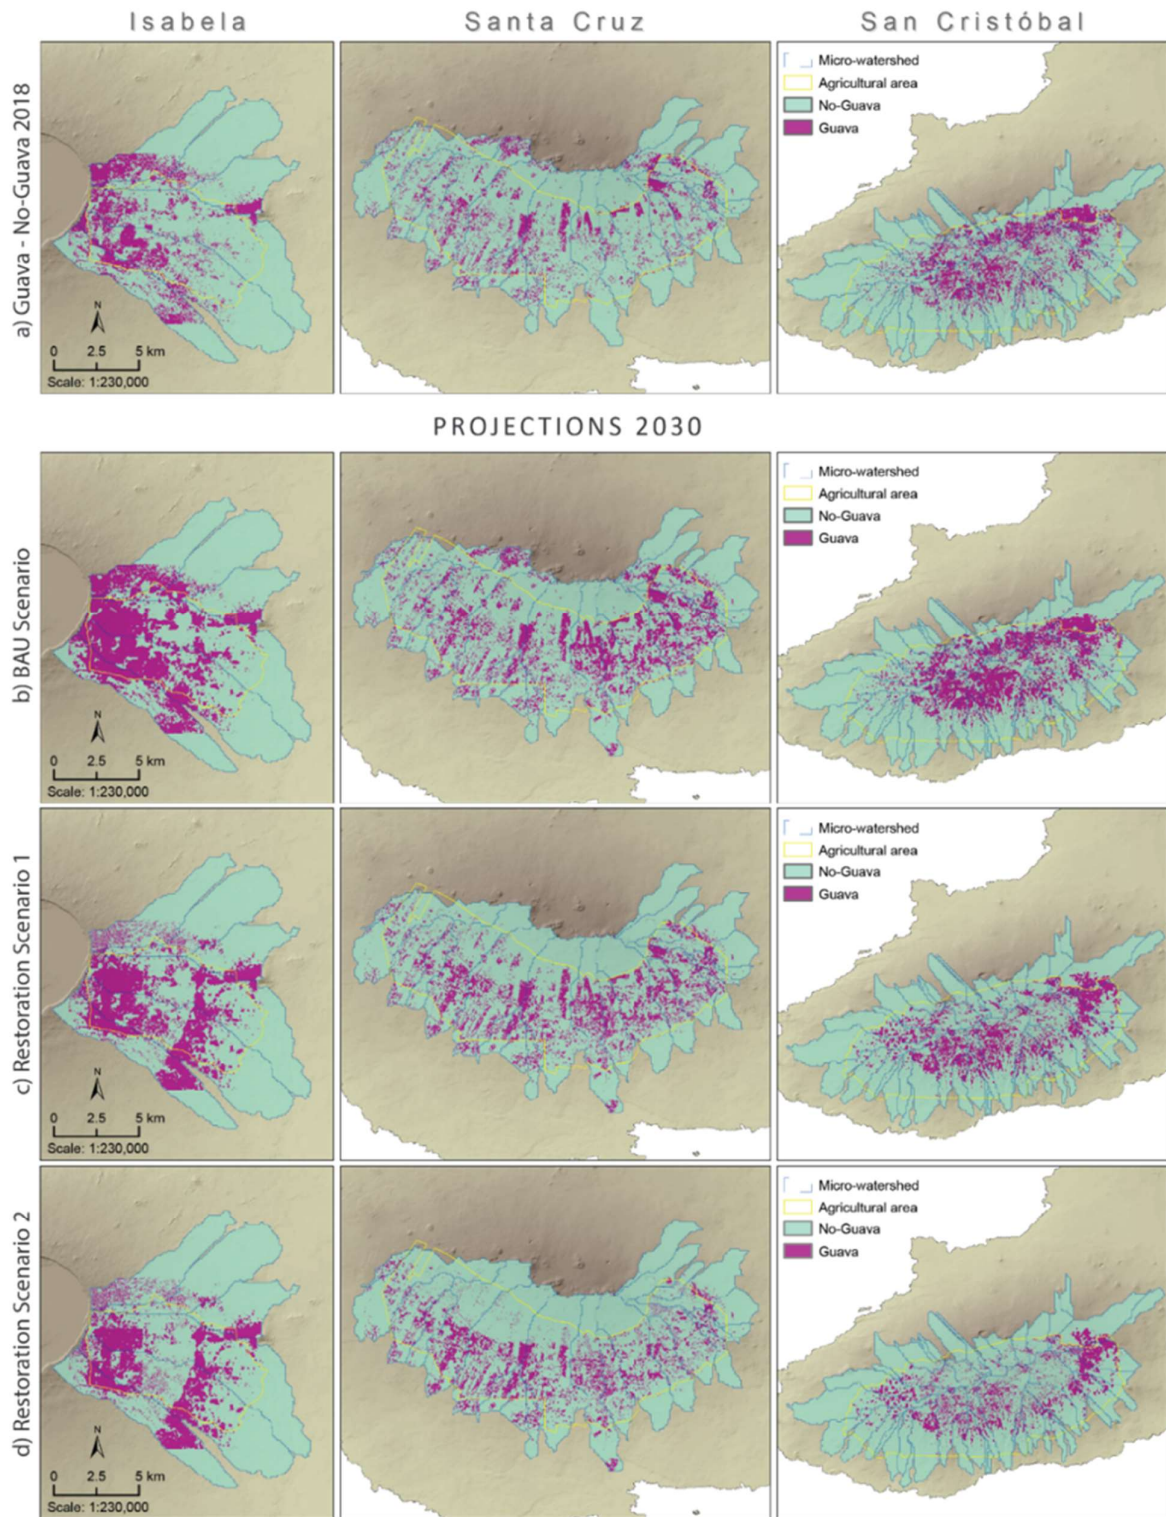 Isabela
Santa Cruz
San Cristóbal
a) Guava - No-Guava 2018
N
0 2.5 5 km
Scale: 1:230,000
Micro-watershed
Agricultural area
No-Guava
Guava
PROJECTIONS 2030
b) BAU Scenario
N
0 2.5 5 km
Scale: 1:230,000
Micro-watershed
Agricultural area
No-Guava
Guava
c) Restoration Scenario 1
N
0 2.5 5 km
Scale: 1:230,000
Micro-watershed
Agricultural area
No-Guava
Guava
d) Restoration Scenario 2
N
0 2.5 5 km
Scale: 1:230,000
Micro-watershed
Agricultural area
No-Guava
Guava